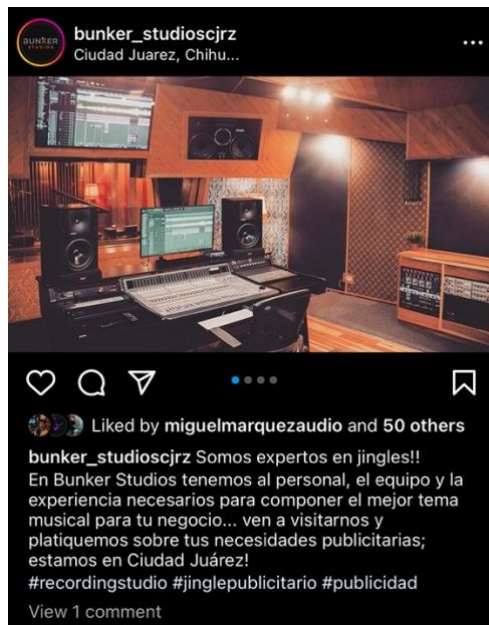 BUNKER
STUDIOS
bunker_studioscjrz
Ciudad Juarez, Chihu...
Liked by miguelmarquezaudio and 50 others
bunker_studioscjrz Somos expertos en jingles!!
En Bunker Studios tenemos al personal, el equipo y la
experiencia necesarios para componer el mejor tema
musical para tu negocio... ven a visitarnos y
platiquemos sobre tus necesidades publicitarias;
estamos en Ciudad Juárez!
#recordingstudio #jinglepublicitario #publicidad
View 1 comment